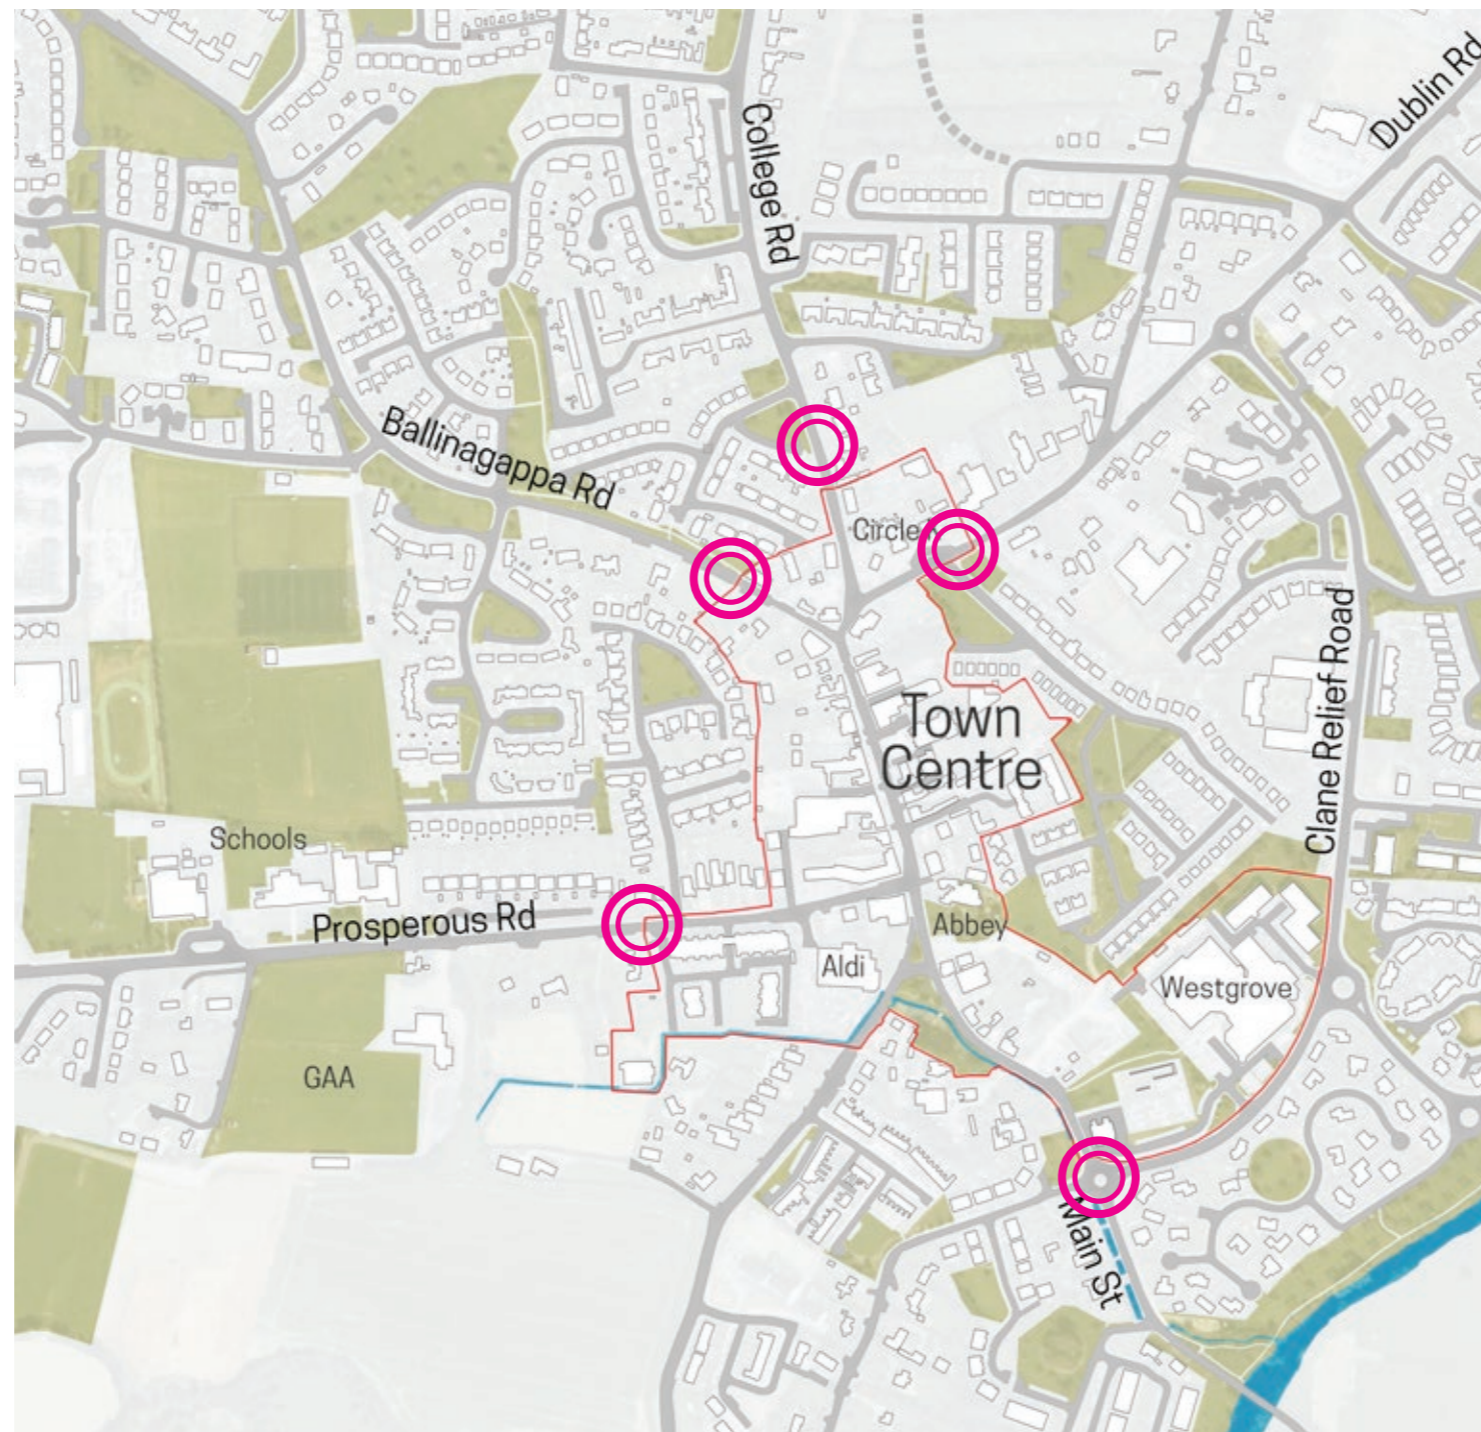 Dublin Rd
College Rd
Ballinagappa Rd
Circle
Clane Relief Road
Town
Centre
Schools
Prosperous Rd
Abbey
Aldi
Westgrove
GAA
Main St